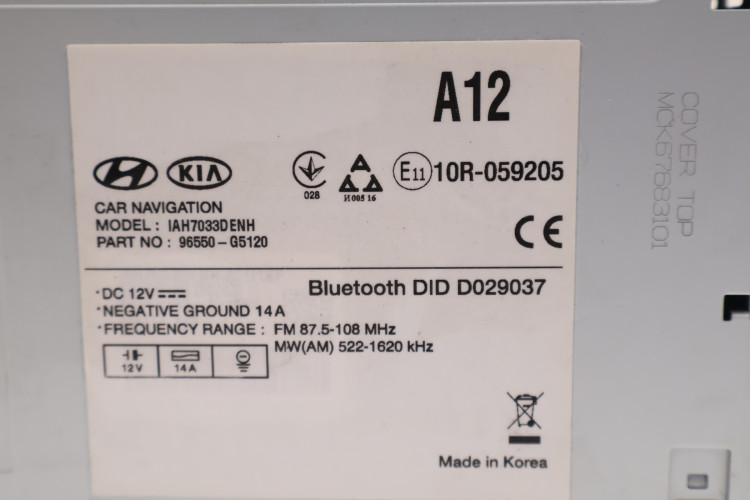 A12
KIA
028
И 005 16
E11 10R-059205
CAR NAVIGATION
MODEL : IAH7033DENH
PART NO : 96550-G5120
·DC 12V
·NEGATIVE GROUND 14A
·FREQUENCY RANGE : FM 87.5-108 MHz
MW(AM) 522-1620 kHz
Bluetooth DID D029037
12V
14A
Made in Korea
COVER TOP
MCK67683101